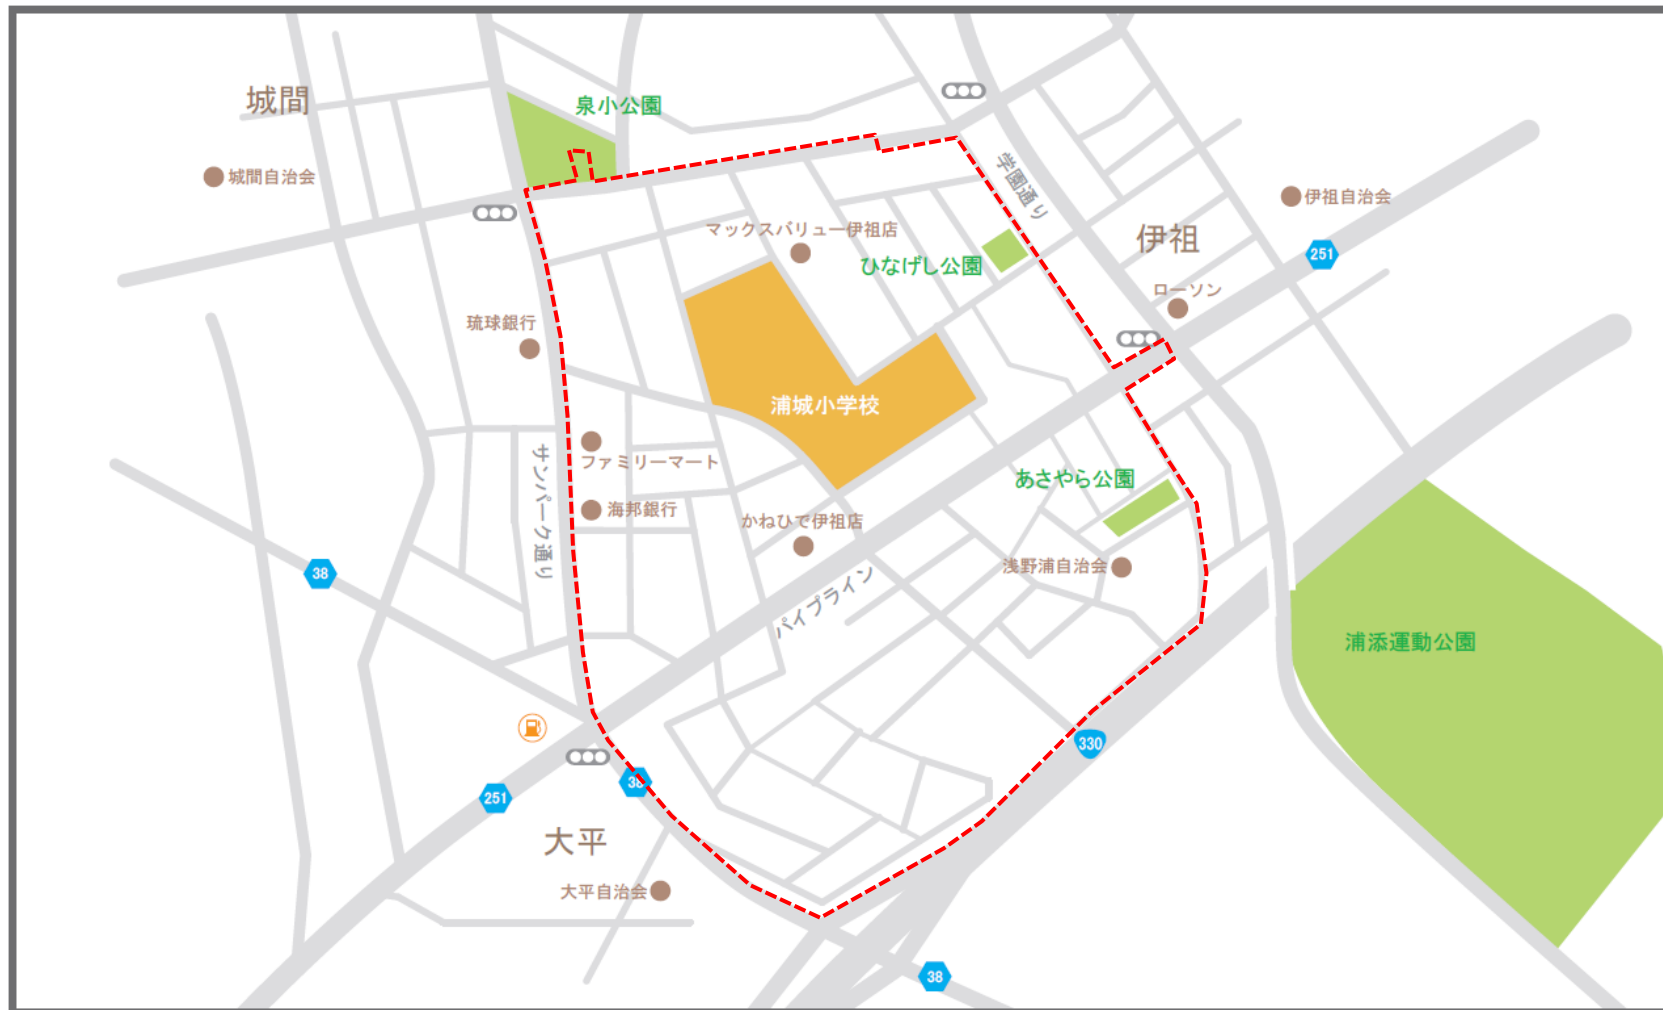 城間
泉小公園
城間自治会
学園通り
伊祖自治会
マックスバリュー伊祖店
伊祖
251
ひなげし公園
ローソン
琉球銀行
浦城小学校
ファミリーマート
サンパーク通り
あさやら公園
海邦銀行
かねひで伊祖店
38
浅野浦自治会
パイプライン
浦添運動公園
330
38
251
大平
大平自治会
38